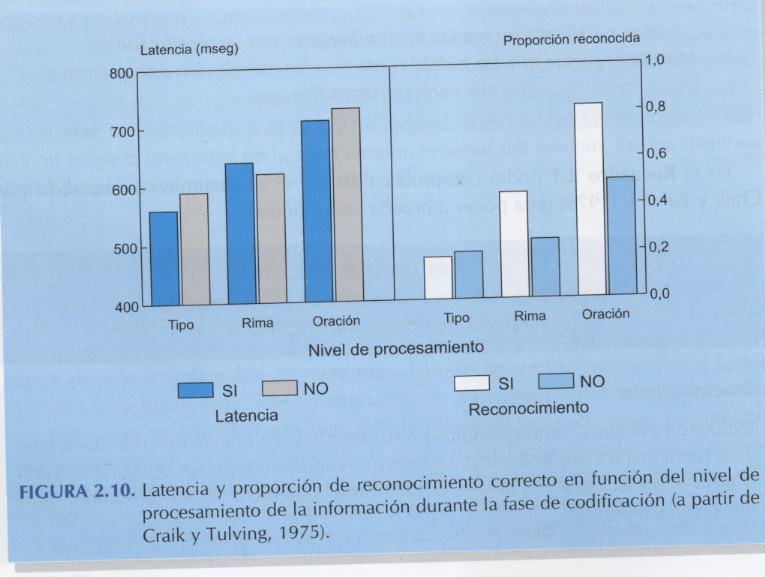 Latencia (mseg)
Proporción reconocida
800
700
600
500
400
1,0
0,8
0,6
0,4
0,2
0,0
Tipo Rima Oración
Tipo Rima Oración
Nivel de procesamiento
SI NO
Latencia
SI NO
Reconocimiento
FIGURA 2.10. Latencia y proporción de reconocimiento correcto en función del nivel de
procesamiento de la información durante la fase de codificación (a partir de
Craik y Tulving, 1975).